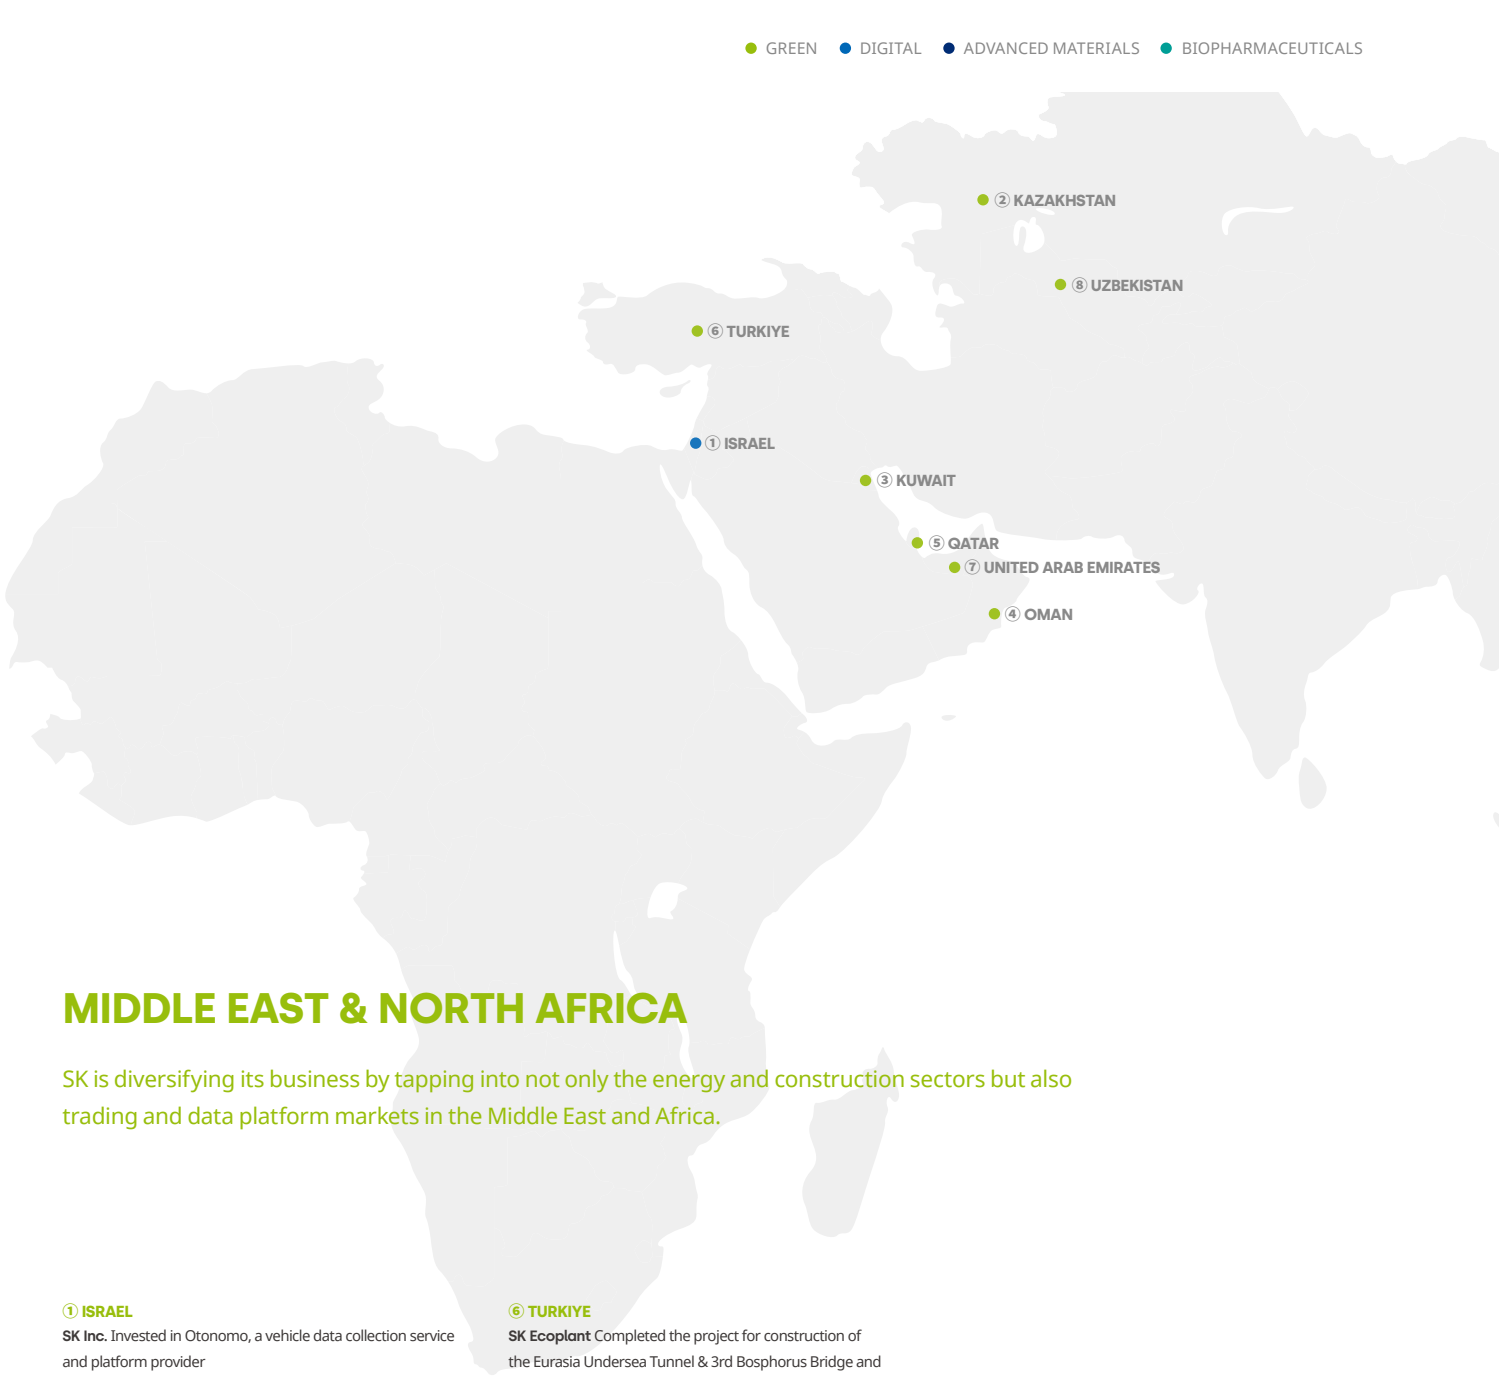 GREEN DIGITAL ADVANCED MATERIALS BIOPHARMACEUTICALS
② KAZAKHSTAN
⑧ UZBEKISTAN
⑥ TURKIYE
① ISRAEL
③ KUWAIT
⑤ QATAR
⑦ UNITED ARAB EMIRATES
④ OMAN
MIDDLE EAST & NORTH AFRICA
SK is diversifying its business by tapping into not only the energy and construction sectors but also
trading and data platform markets in the Middle East and Africa.
① ISRAEL
SK Inc. Invested in Otonomo, a vehicle data collection service
and platform provider
⑥ TURKIYE
SK Ecoplant Completed the project for construction of
the Eurasia Undersea Tunnel & 3rd Bosphorus Bridge and